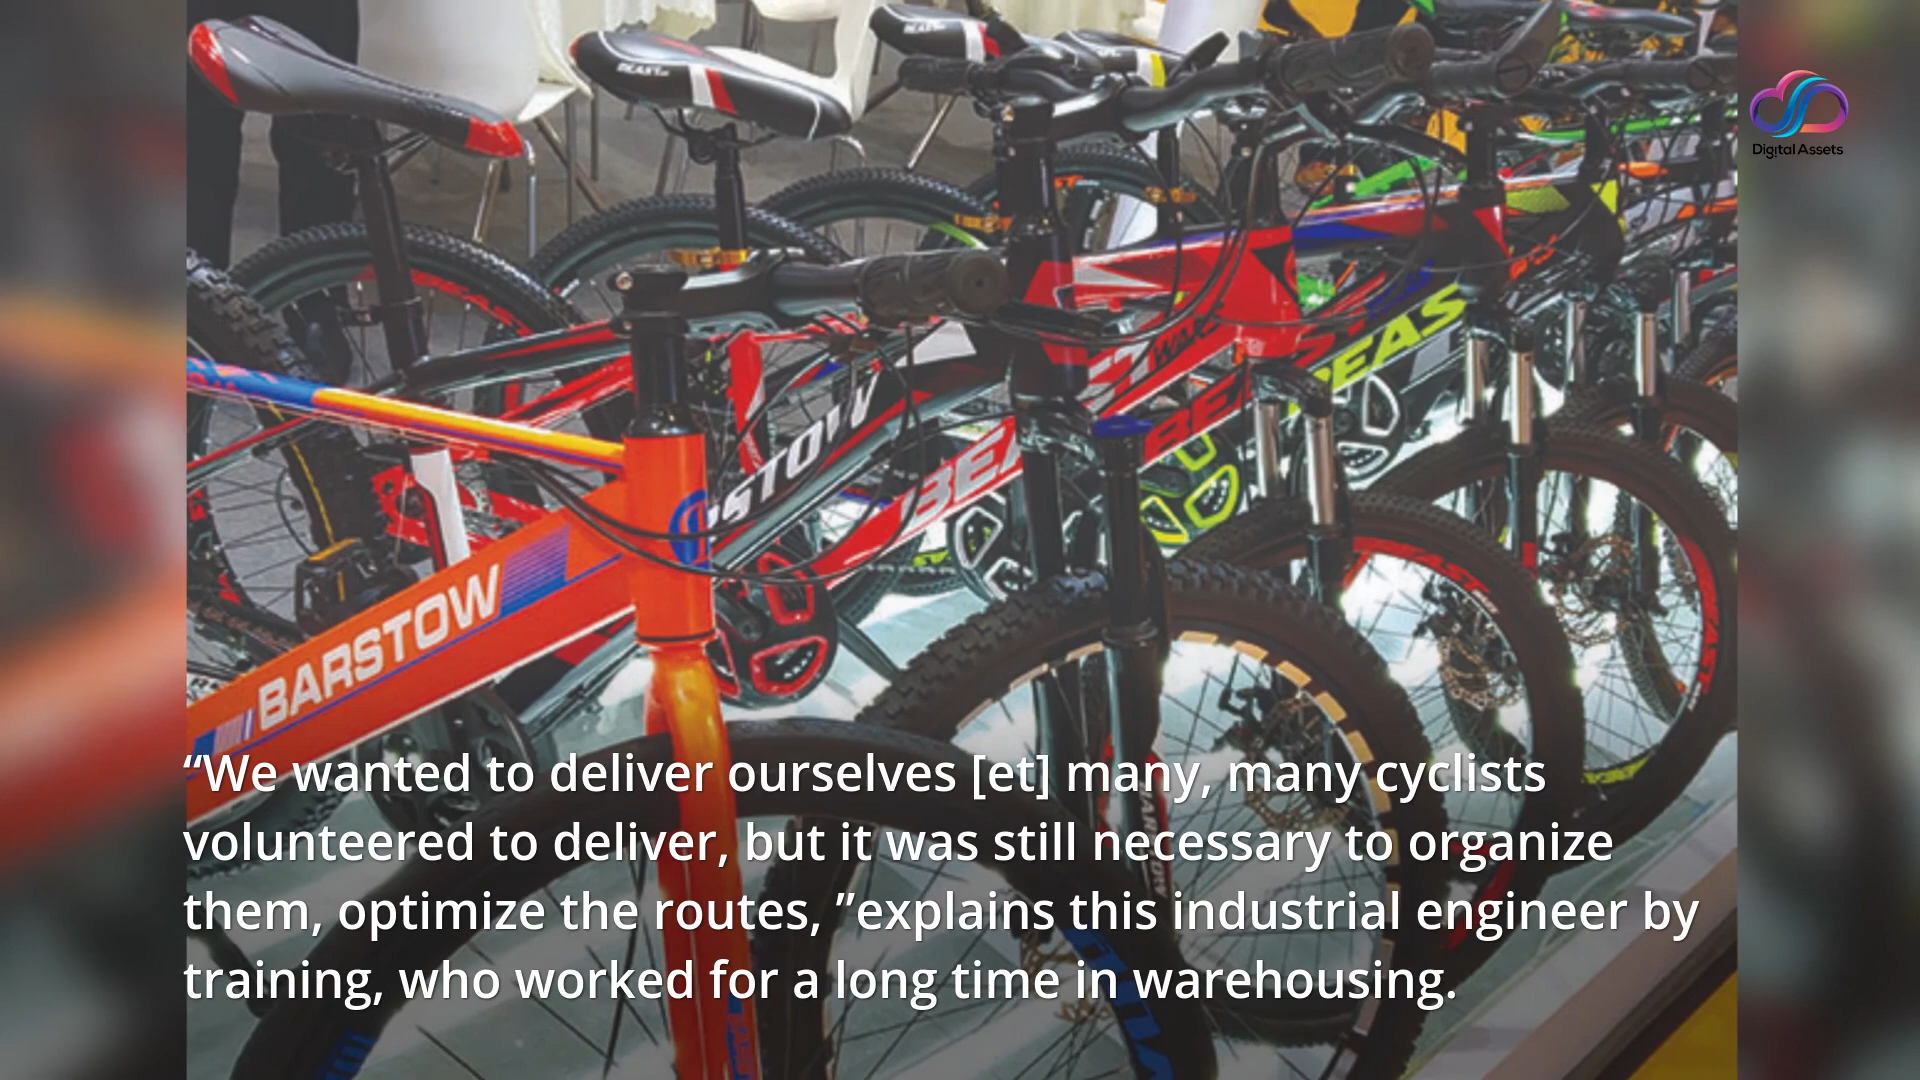 Digital Assets
BEAST
BARSTOW
BEAS
“We wanted to deliver ourselves [et] many, many cyclists
volunteered to deliver, but it was still necessary to organize
them, optimize the routes, ”explains this industrial engineer by
training, who worked for a long time in warehousing.